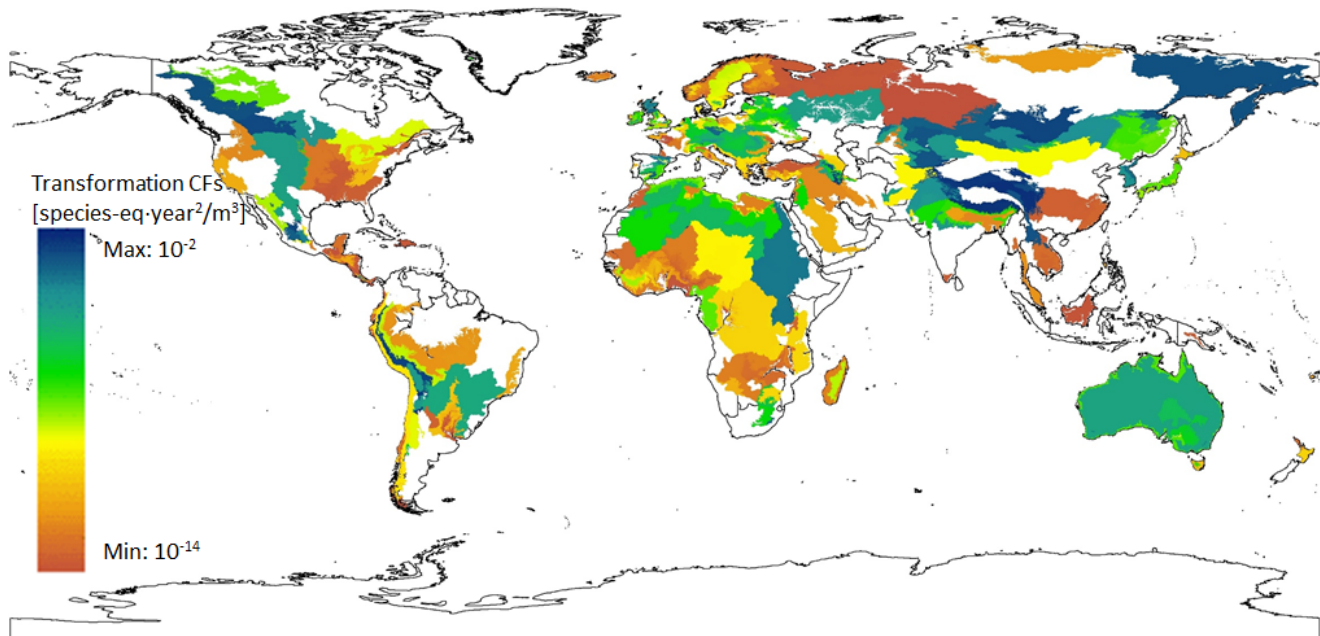 Transformation CFs
[species-eq·year²/m³]
Max: 10⁻²
Min: 10⁻¹⁴